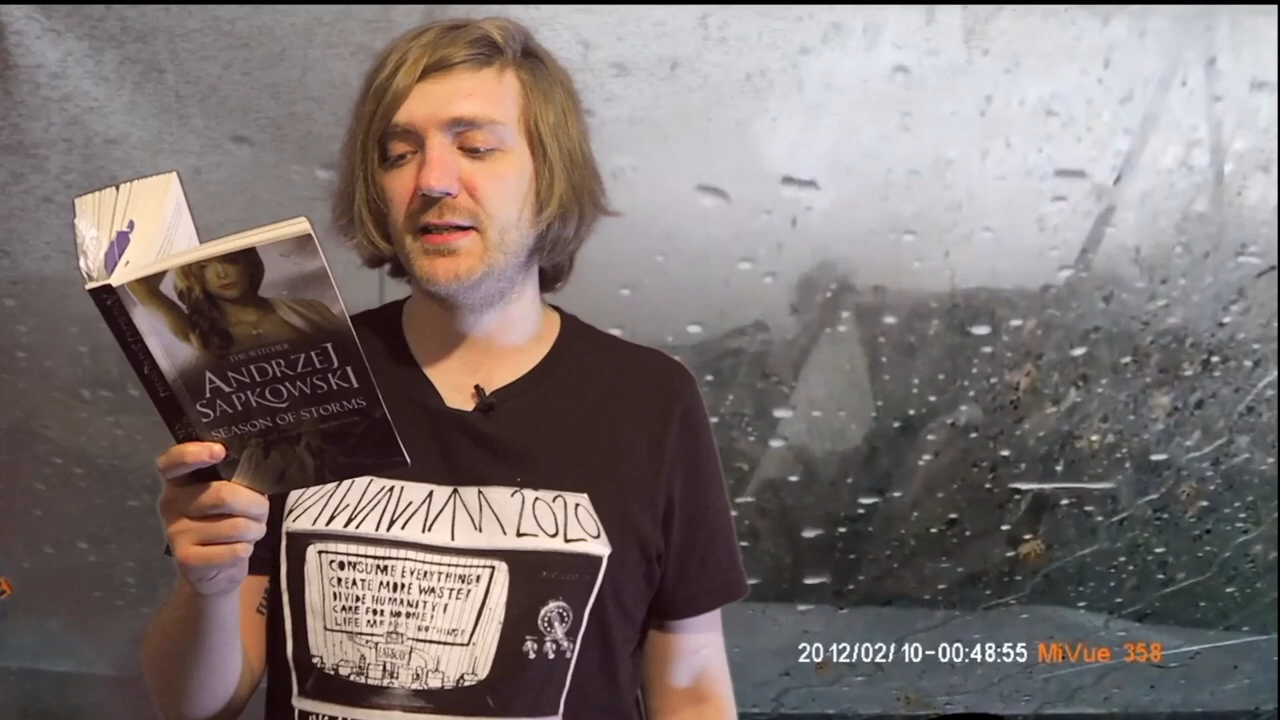 THE WITCHER
ANDRZEJ
SAPKOWSKI
SEASON OF STORMS
2020
CONSUME EVERYTHING!
CREATE MORE WASTE!
DIVIDE HUMANITY!
CARE FOR NO ONE!
LIFE MEANS NOTHING!
2012/02/10-00:48:55 MiVue 358